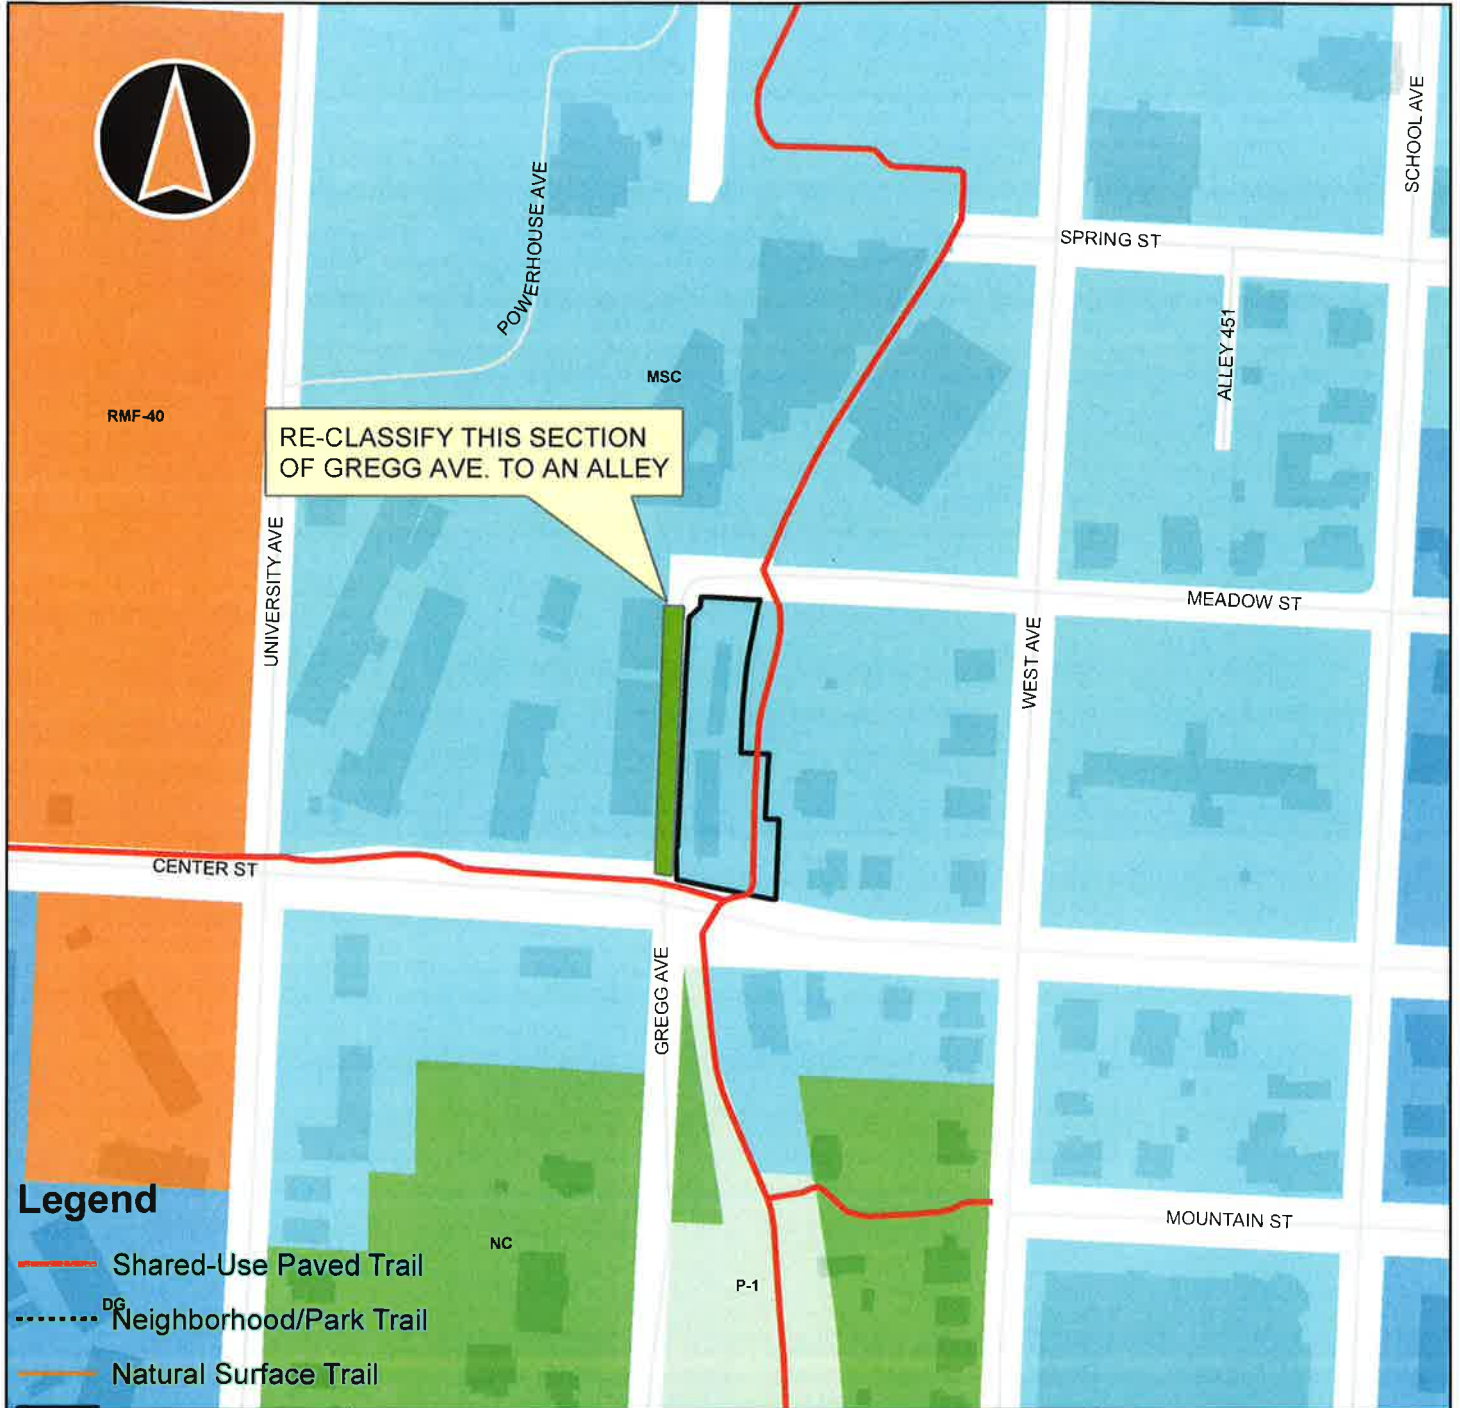 SCHOOL AVE
POWERHOUSE AVE
SPRING ST
ALLEY 451
MSC
RMF-40
RE-CLASSIFY THIS SECTION
OF GREGG AVE. TO AN ALLEY
UNIVERSITY AVE
MEADOW ST
WEST AVE
CENTER ST
GREGG AVE
MOUNTAIN ST
NC
P-1
Legend
Shared-Use Paved Trail
DG
Neighborhood/Park Trail
Natural Surface Trail